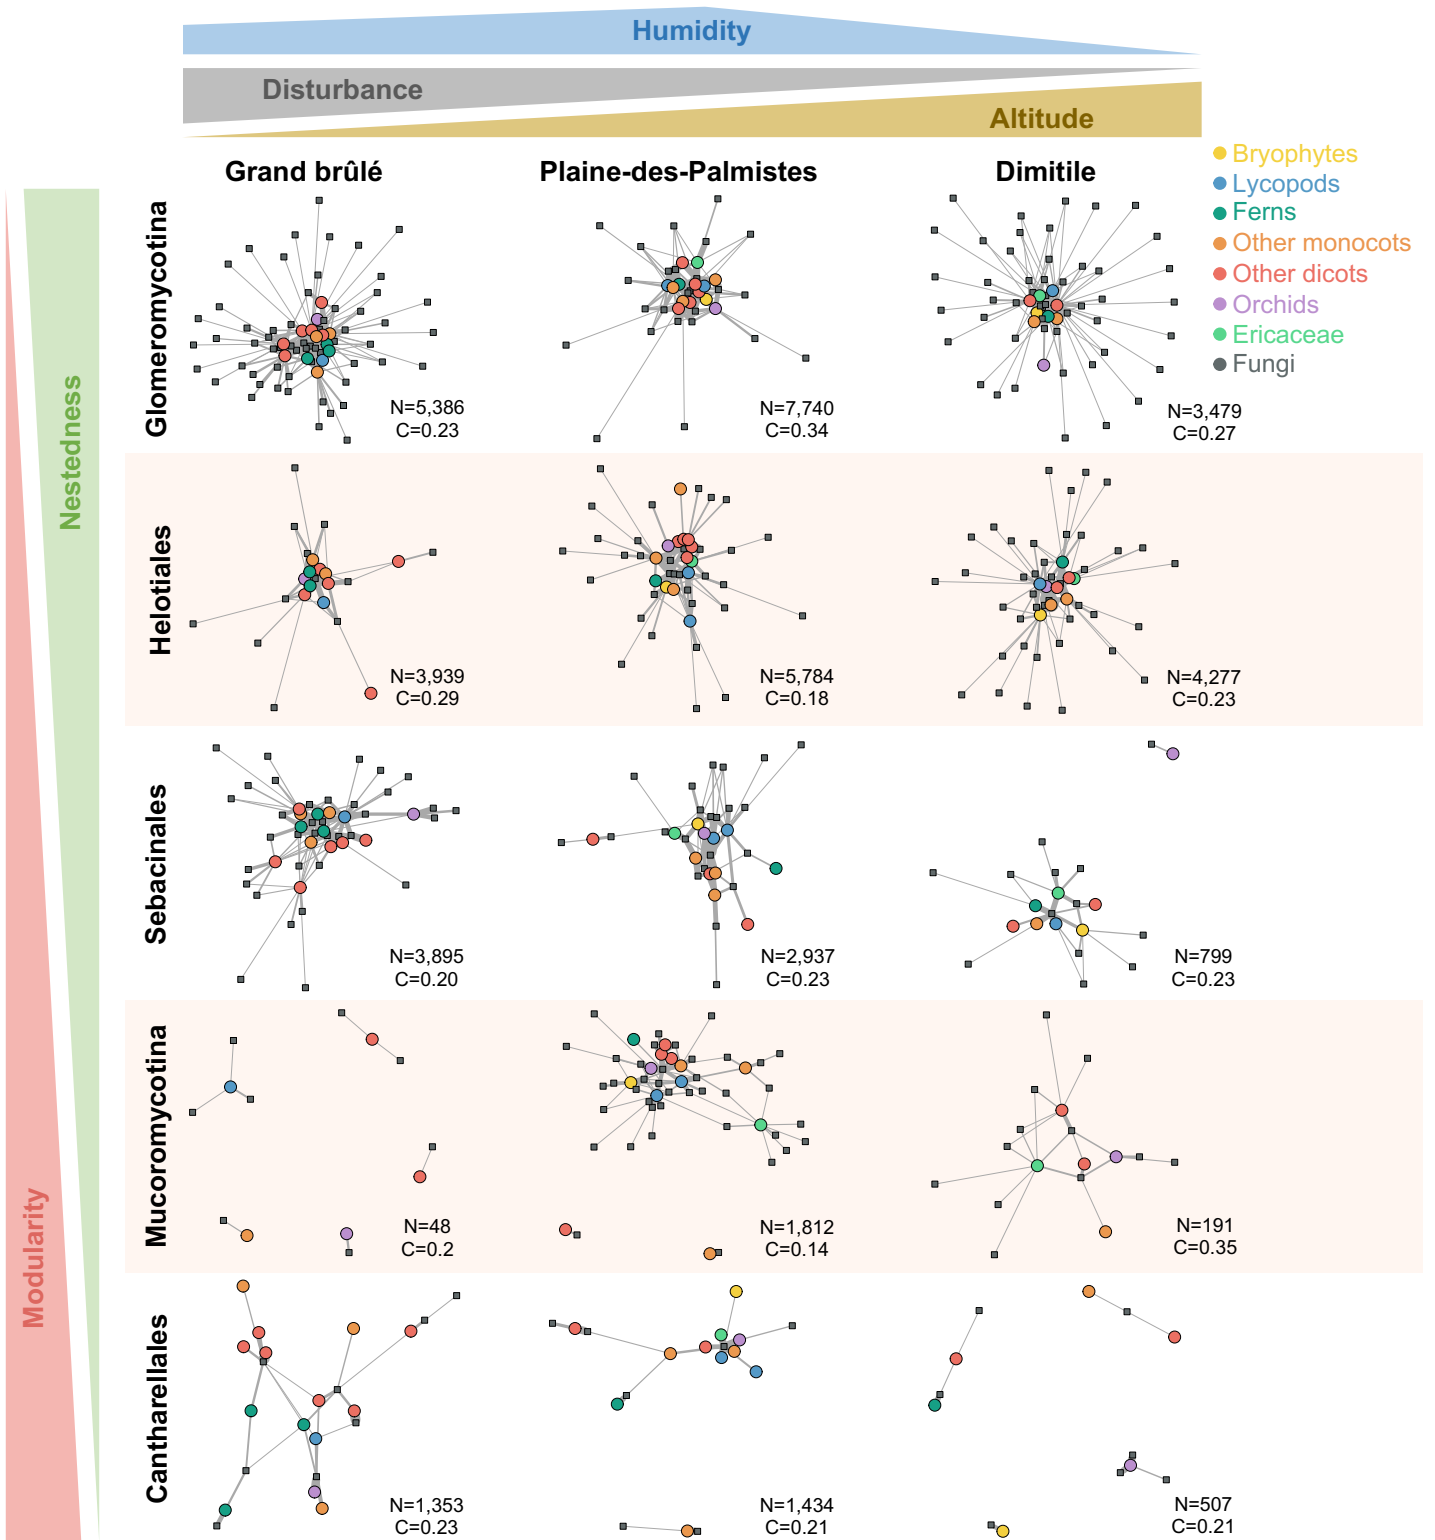 Humidity
Disturbance
Altitude
Grand brûlé
Plaine-des-Palmistes
Dimitile
Bryophytes
Lycopods
Ferns
Other monocots
Other dicots
Orchids
Ericaceae
Fungi
Nestedness
Modularity
Glomeromycotina
N=5,386
C=0.23
N=7,740
C=0.34
N=3,479
C=0.27
Helotiales
N=3,939
C=0.29
N=5,784
C=0.18
N=4,277
C=0.23
Sebacinales
N=3,895
C=0.20
N=2,937
C=0.23
N=799
C=0.23
Mucoromycotina
N=48
C=0.2
N=1,812
C=0.14
N=191
C=0.35
Cantharellales
N=1,353
C=0.23
N=1,434
C=0.21
N=507
C=0.21